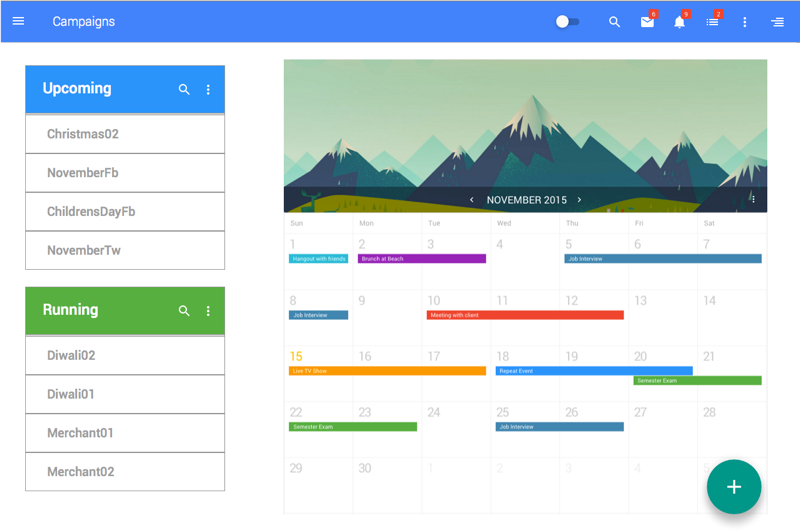 Campaigns
6
9
2
Upcoming
Christmas02
NovemberFb
ChildrensDayFb
NovemberTw
Running
Diwali02
Diwali01
Merchant01
Merchant02
NOVEMBER 2015
Sun Mon Tue Wed Thu Fri Sat
1 2 3 4 5 6 7
Hangout with friends Brunch at Beach Job Interview
8 9 10 11 12 13 14
Job Interview Meeting with client
15 16 17 18 19 20 21
Live TV Show Repeat Event
Semester Exam
22 23 24 25 26 27 28
Semester Exam Job Interview
29 30 1 2 3 4 5